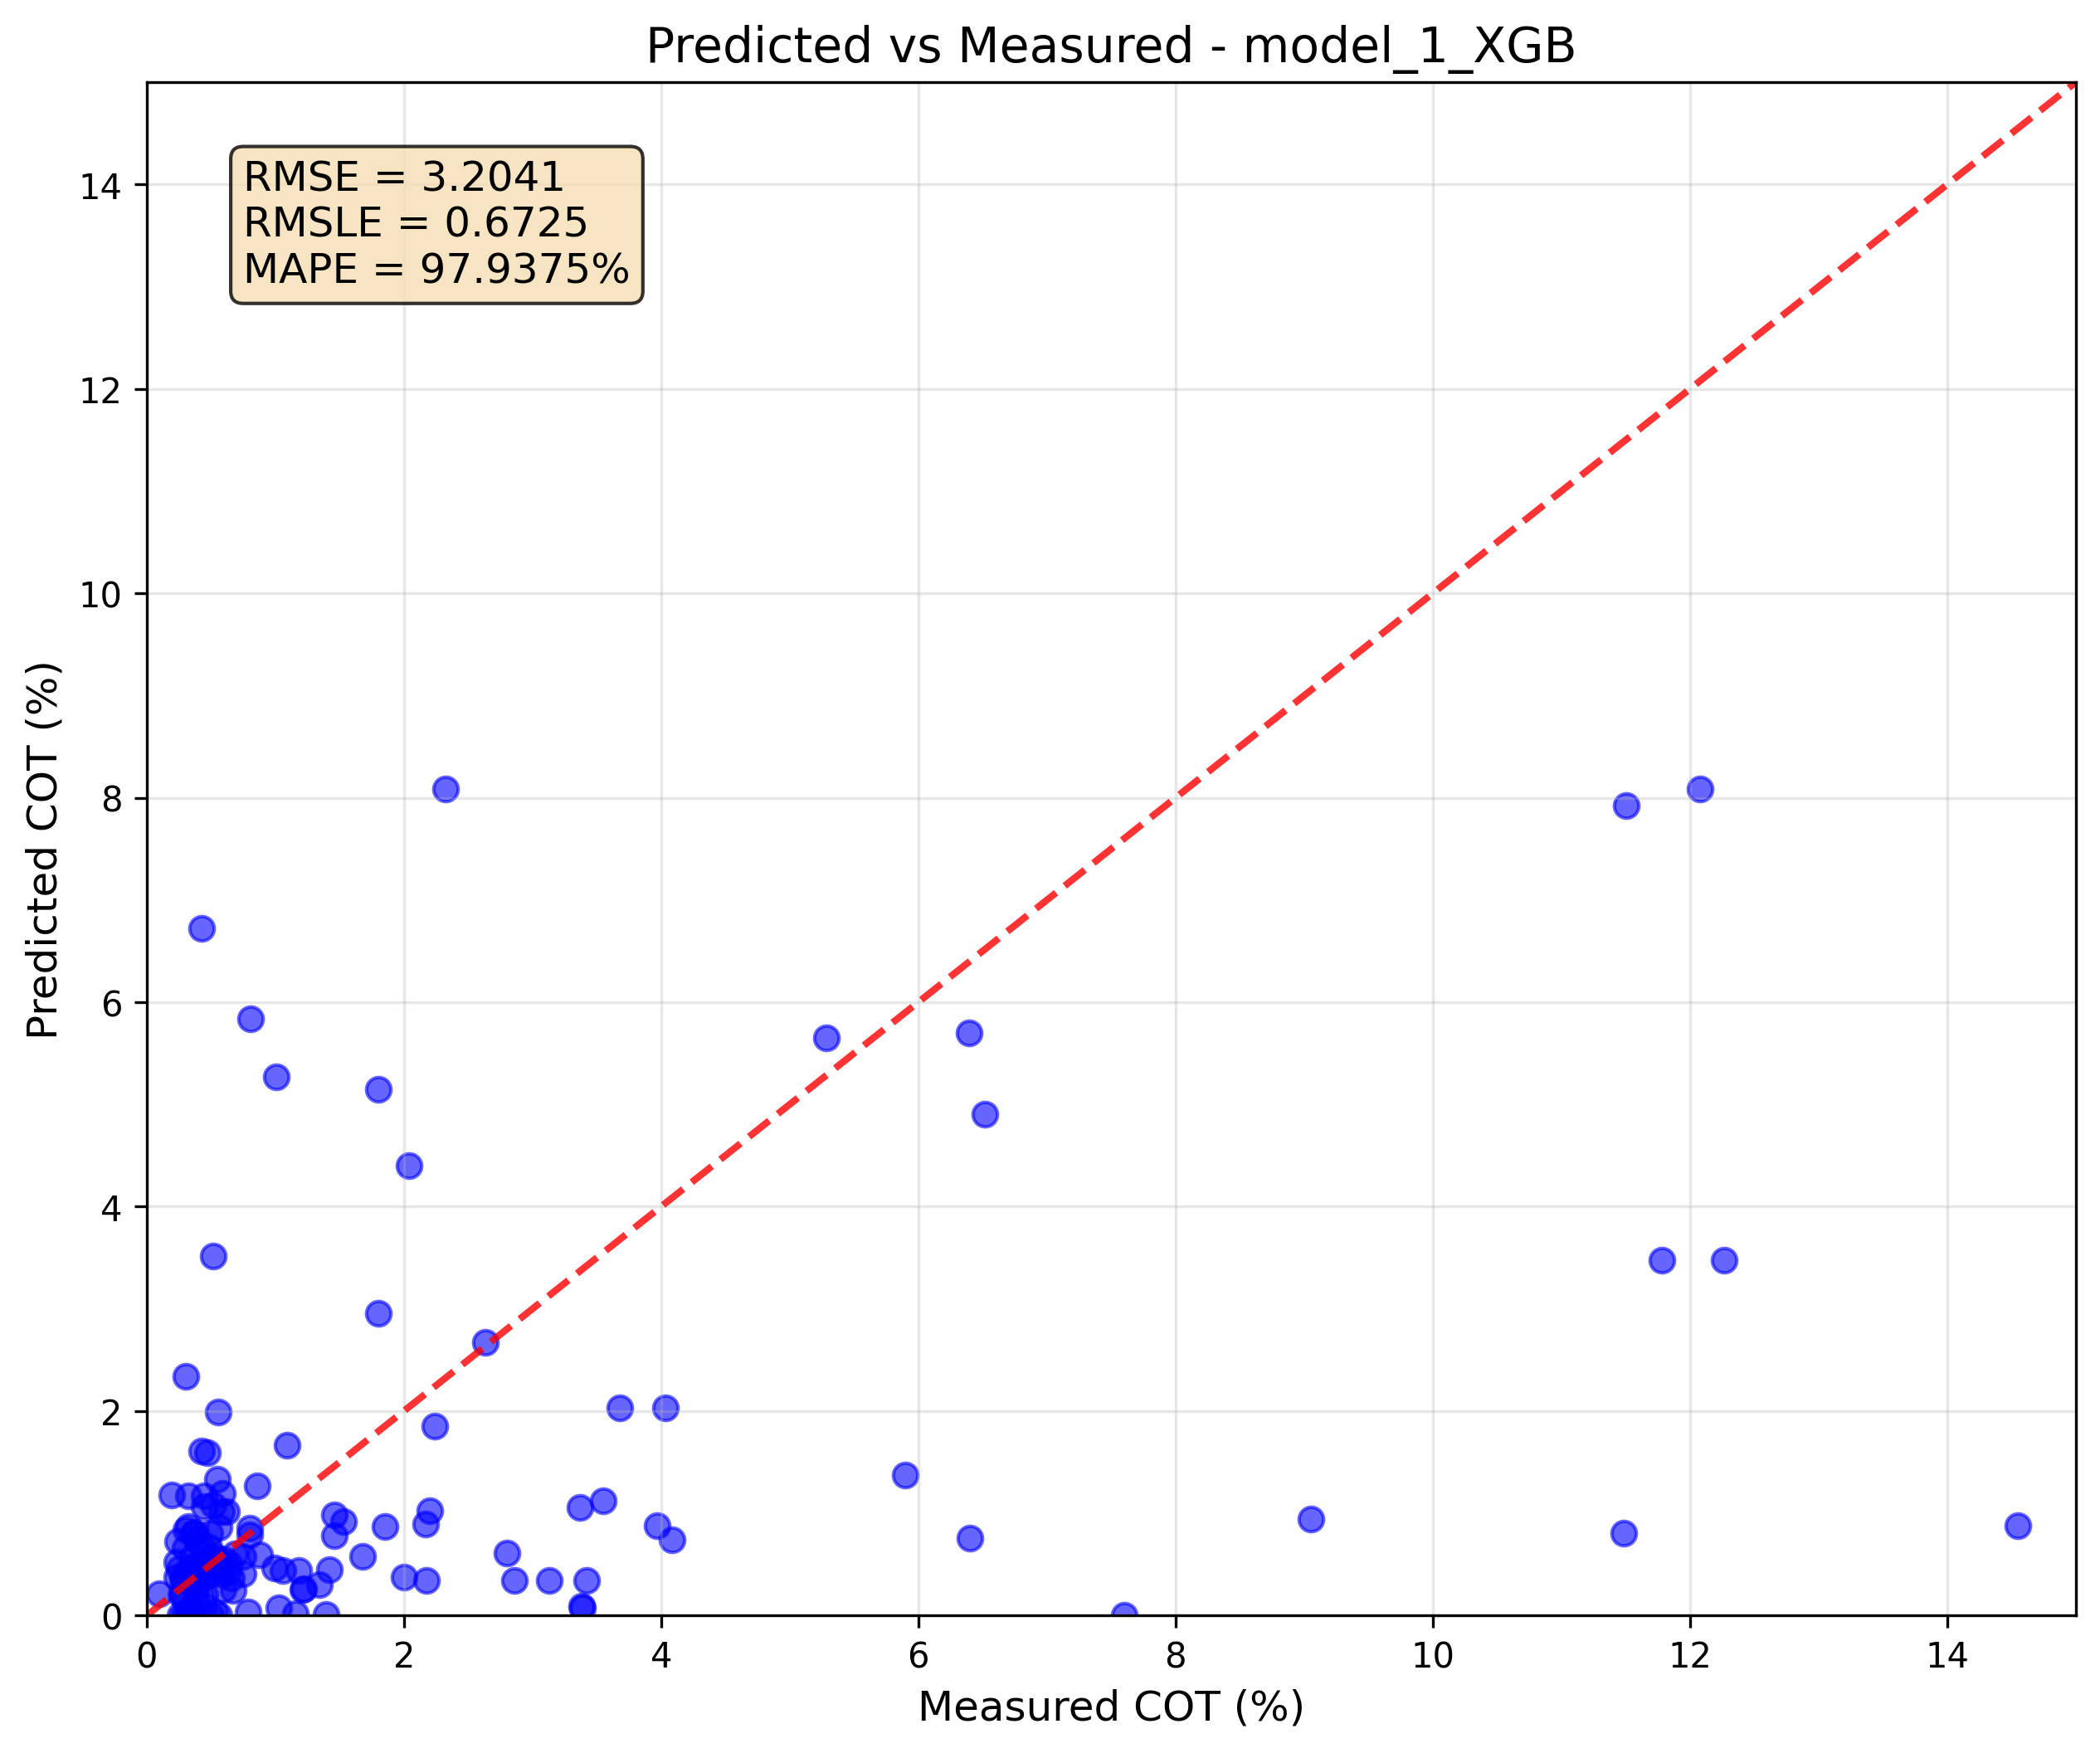 Predicted vs Measured - model_1_XGB
RMSE = 3.2041
RMSLE = 0.6725
MAPE = 97.9375%
Predicted COT (%)
14
12
10
8
6
4
2
0
0 2 4 6 8 10 12 14
Measured COT (%)